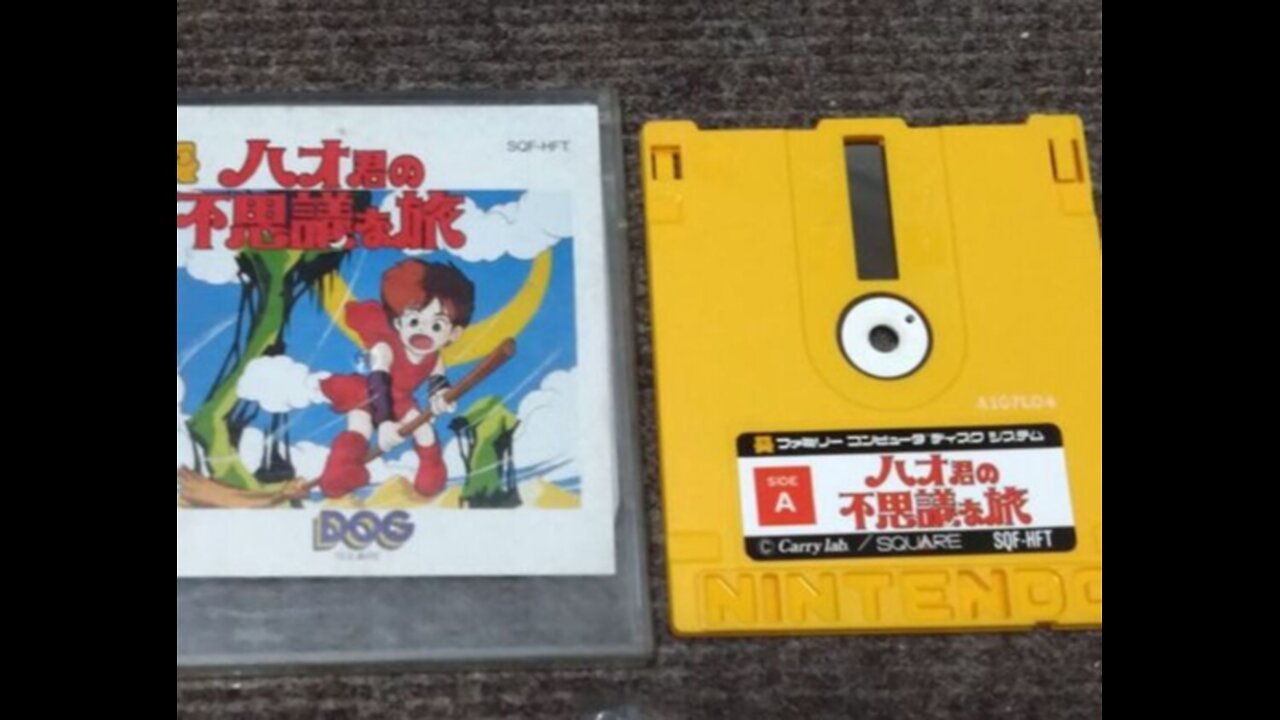 SQF-HFT
ハオ君の
不思議な旅
DOG
A107LD4
ファミリー コンピュータ ディスク システム
SIDE
A
ハオ君の
不思議な旅
© Carry lab. / SQUARE SQF-HFT
NINTENDO